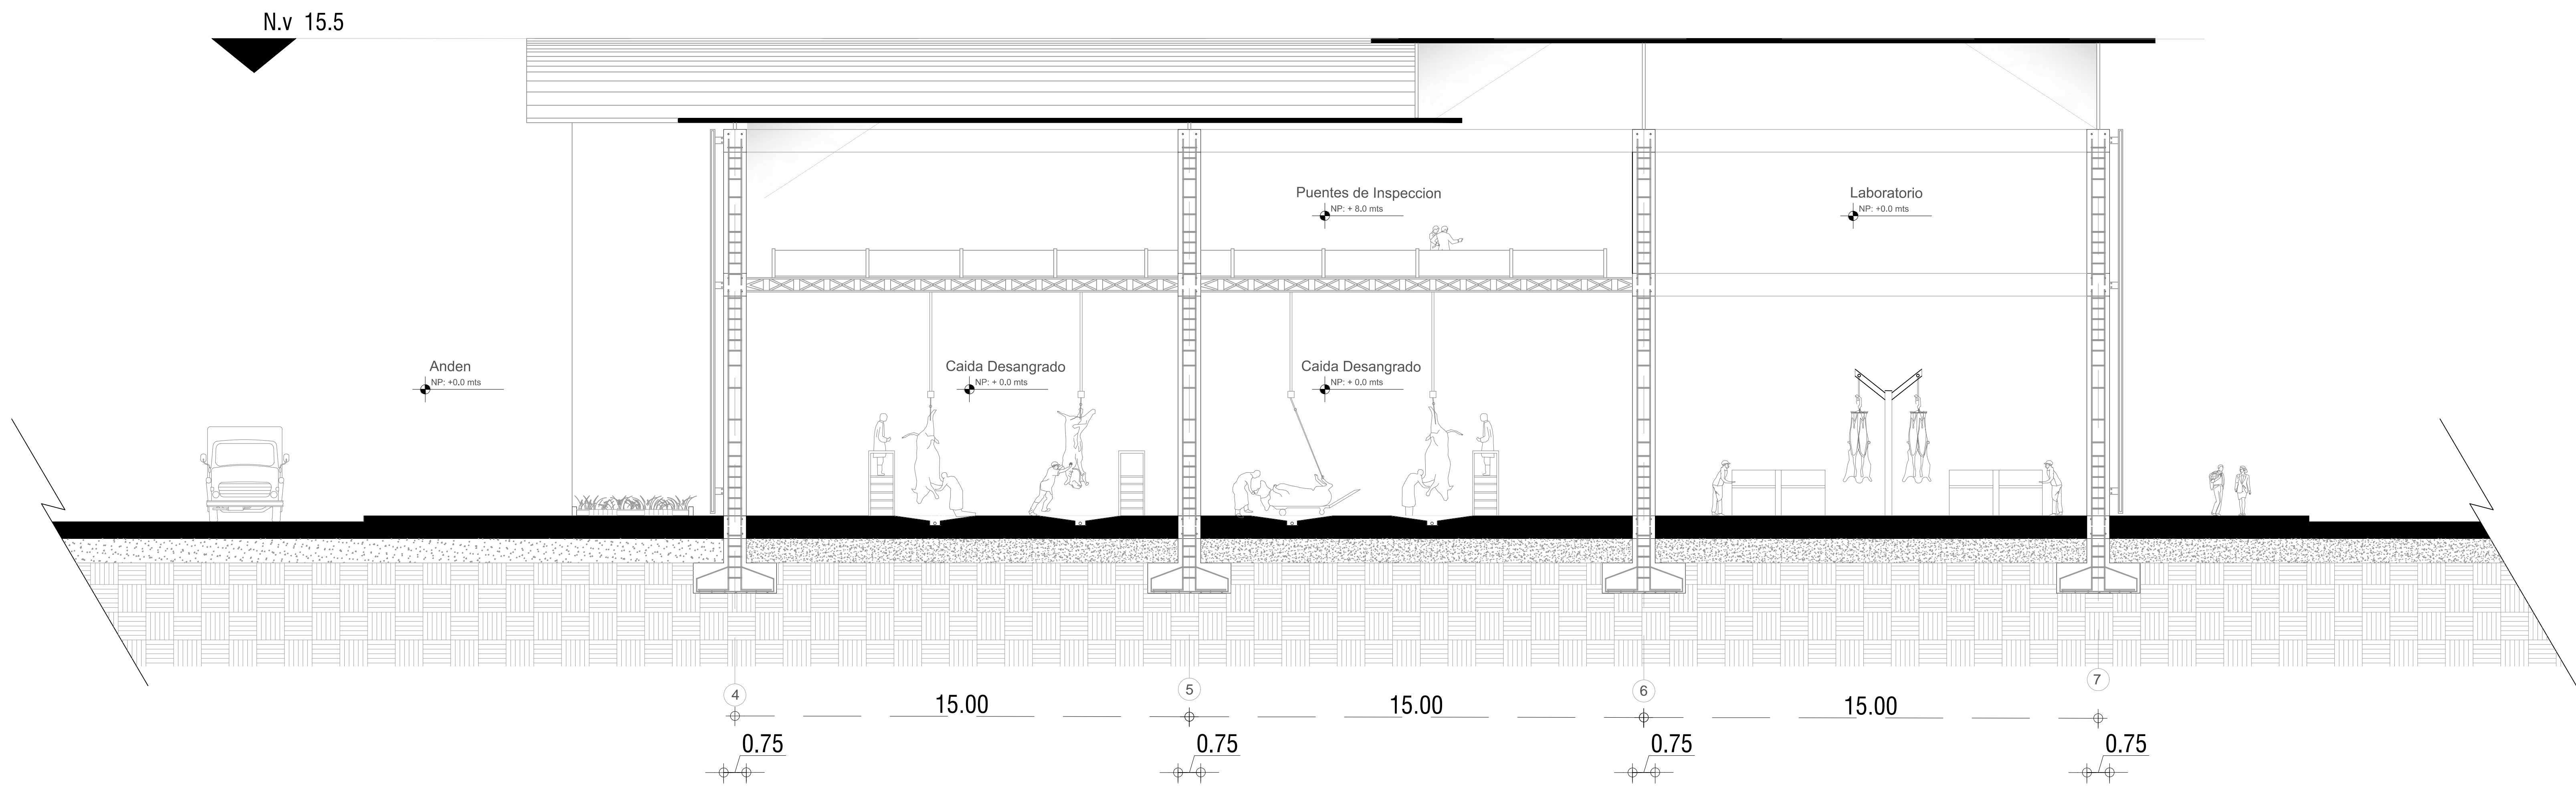 N.v 15.5
Puentes de Inspeccion
NP: + 8.0 mts
Laboratorio
NP: +0.0 mts
Anden
NP: +0.0 mts
Caida Desangrado
NP: + 0.0 mts
Caida Desangrado
NP: + 0.0 mts
4
5
6
7
15.00
15.00
15.00
0.75
0.75
0.75
0.75